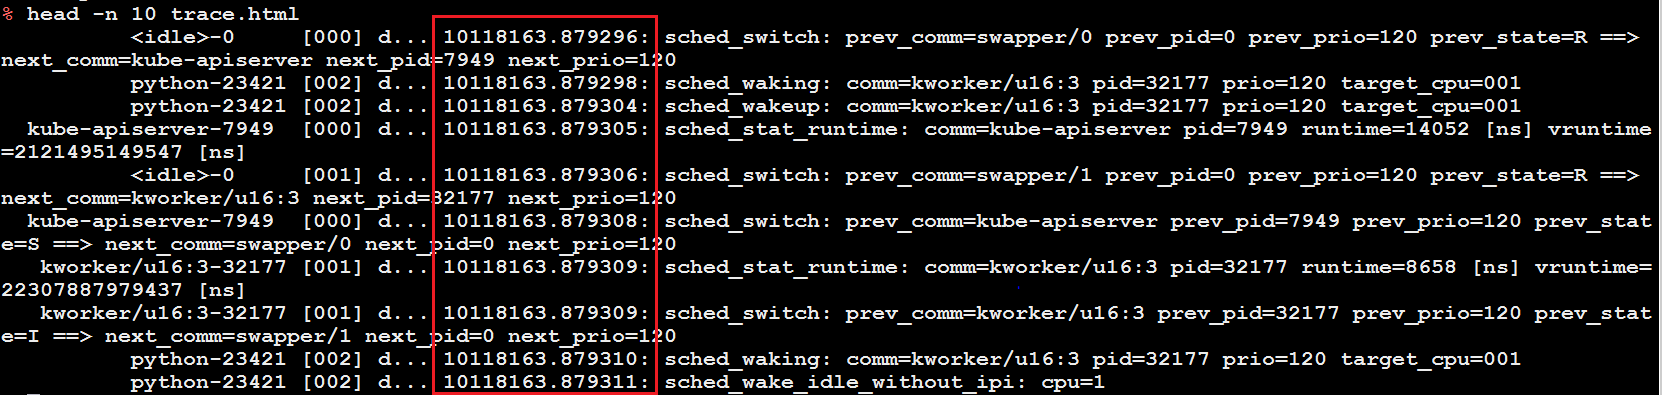 % head -n 10 trace.html
<idle>-0 [000] d... 10118163.879296: sched_switch: prev_comm=swapper/0 prev_pid=0 prev_prio=120 prev_state=R ==>
next_comm=kube-apiserver next_pid=7949 next_prio=120
python-23421 [002] d... 10118163.879298: sched_waking: comm=kworker/u16:3 pid=32177 prio=120 target_cpu=001
python-23421 [002] d... 10118163.879304: sched_wakeup: comm=kworker/u16:3 pid=32177 prio=120 target_cpu=001
kube-apiserver-7949 [000] d... 10118163.879305: sched_stat_runtime: comm=kube-apiserver pid=7949 runtime=14052 [ns] vruntime
=2121495149547 [ns]
<idle>-0 [001] d... 10118163.879306: sched_switch: prev_comm=swapper/1 prev_pid=0 prev_prio=120 prev_state=R ==>
next_comm=kworker/u16:3 next_pid=32177 next_prio=120
kube-apiserver-7949 [000] d... 10118163.879308: sched_switch: prev_comm=kube-apiserver prev_pid=7949 prev_prio=120 prev_stat
e=S ==> next_comm=swapper/0 next_pid=0 next_prio=120
kworker/u16:3-32177 [001] d... 10118163.879309: sched_stat_runtime: comm=kworker/u16:3 pid=32177 runtime=8658 [ns] vruntime=
22307887979437 [ns]
kworker/u16:3-32177 [001] d... 10118163.879309: sched_switch: prev_comm=kworker/u16:3 prev_pid=32177 prev_prio=120 prev_stat
e=I ==> next_comm=swapper/1 next_pid=0 next_prio=120
python-23421 [002] d... 10118163.879310: sched_waking: comm=kworker/u16:3 pid=32177 prio=120 target_cpu=001
python-23421 [002] d... 10118163.879311: sched_wake_idle_without_ipi: cpu=1